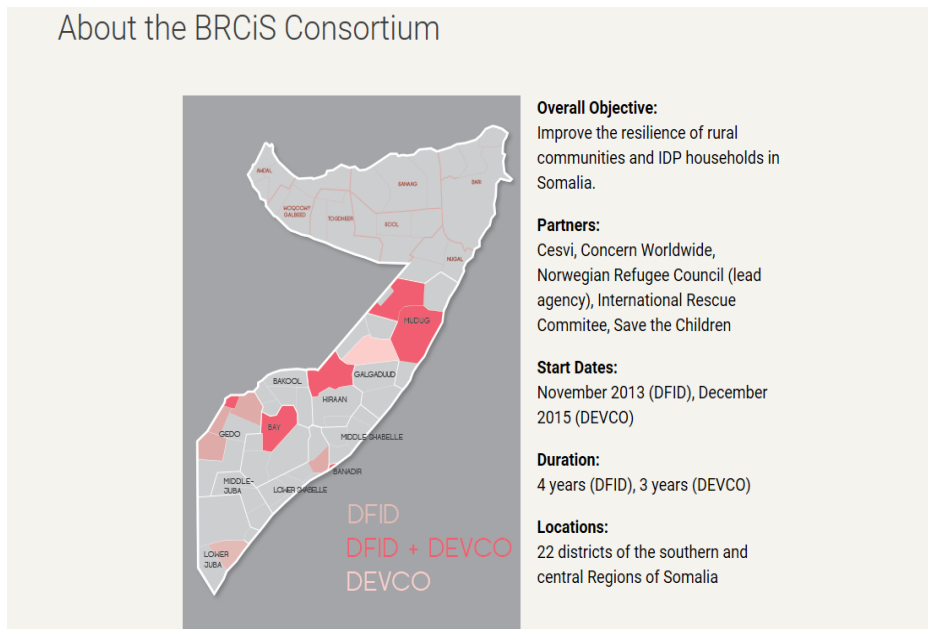 About the BRCiS Consortium
AWDAL
WOQOOYI
GALBEED
TOGDHEER
SANAAG
SOOL
BARI
NUGAL
MUDUG
GALGADUUD
BAKOOL
HIRAAN
GEDO
BAY
MIDDLE SHABELLE
BANADIR
MIDDLE-
JUBA
LOWER SHABELLE
LOWER
JUBA
DFID
DFID + DEVCO
DEVCO
Overall Objective:
Improve the resilience of rural
communities and IDP households in
Somalia.
Partners:
Cesvi, Concern Worldwide,
Norwegian Refugee Council (lead
agency), International Rescue
Commitee, Save the Children
Start Dates:
November 2013 (DFID), December
2015 (DEVCO)
Duration:
4 years (DFID), 3 years (DEVCO)
Locations:
22 districts of the southern and
central Regions of Somalia